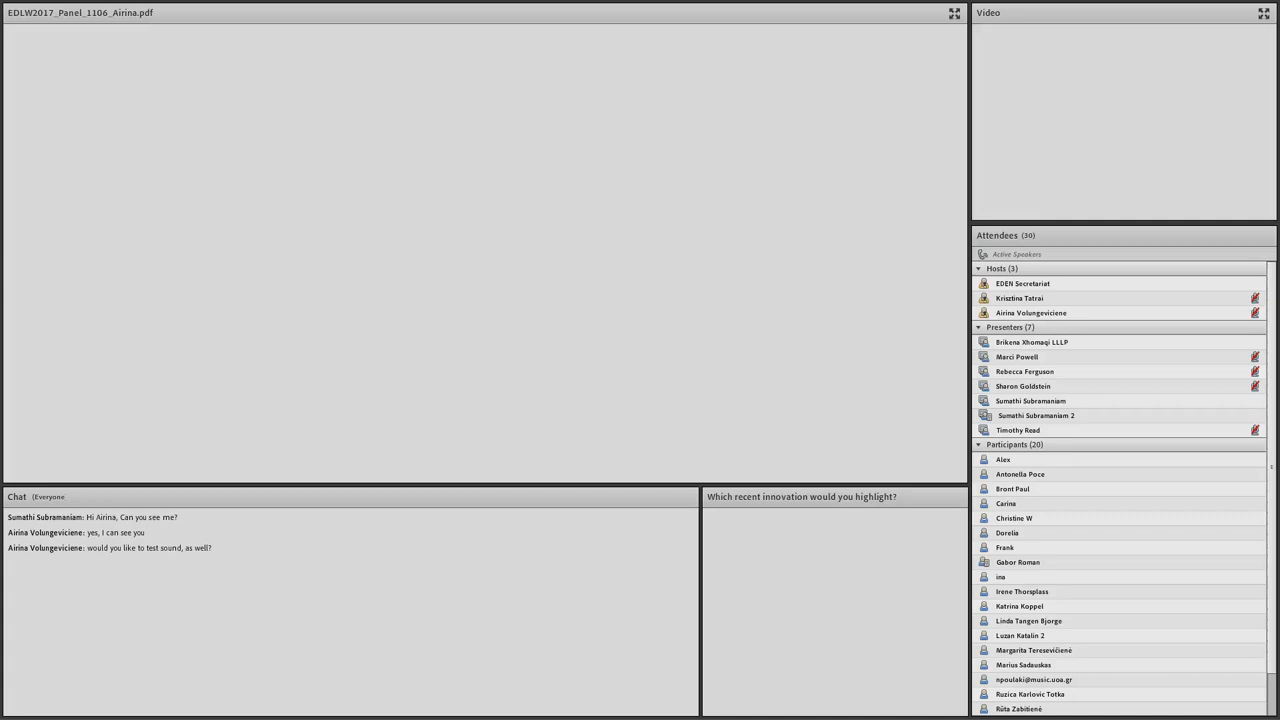 EDLW2017_Panel_1106_Airina.pdf
Video
Attendees (30)
Active Speakers
Hosts (3)
EDEN Secretariat
Krisztina Tatrai
Airina Volungeviciene
Presenters (7)
Brikena Xhomaqi LLLP
Marci Powell
Rebecca Ferguson
Sharon Goldstein
Sumathi Subramaniam
Sumathi Subramaniam 2
Timothy Read
Participants (20)
Alex
Antonella Poce
Bront Paul
Carina
Christine W
Dorelia
Frank
Gabor Roman
ina
Irene Thorsplass
Katrina Koppel
Linda Tangen Bjorge
Luzan Katalin 2
Margarita Teresevičienė
Marius Sadauskas
npoulaki@music.uoa.gr
Ruzica Karlovic Totka
Rūta Zabitienė
Chat (Everyone
Sumathi Subramaniam: Hi Airina, Can you see me?
Airina Volungeviciene: yes, I can see you
Airina Volungeviciene: would you like to test sound, as well?
Which recent innovation would you highlight?